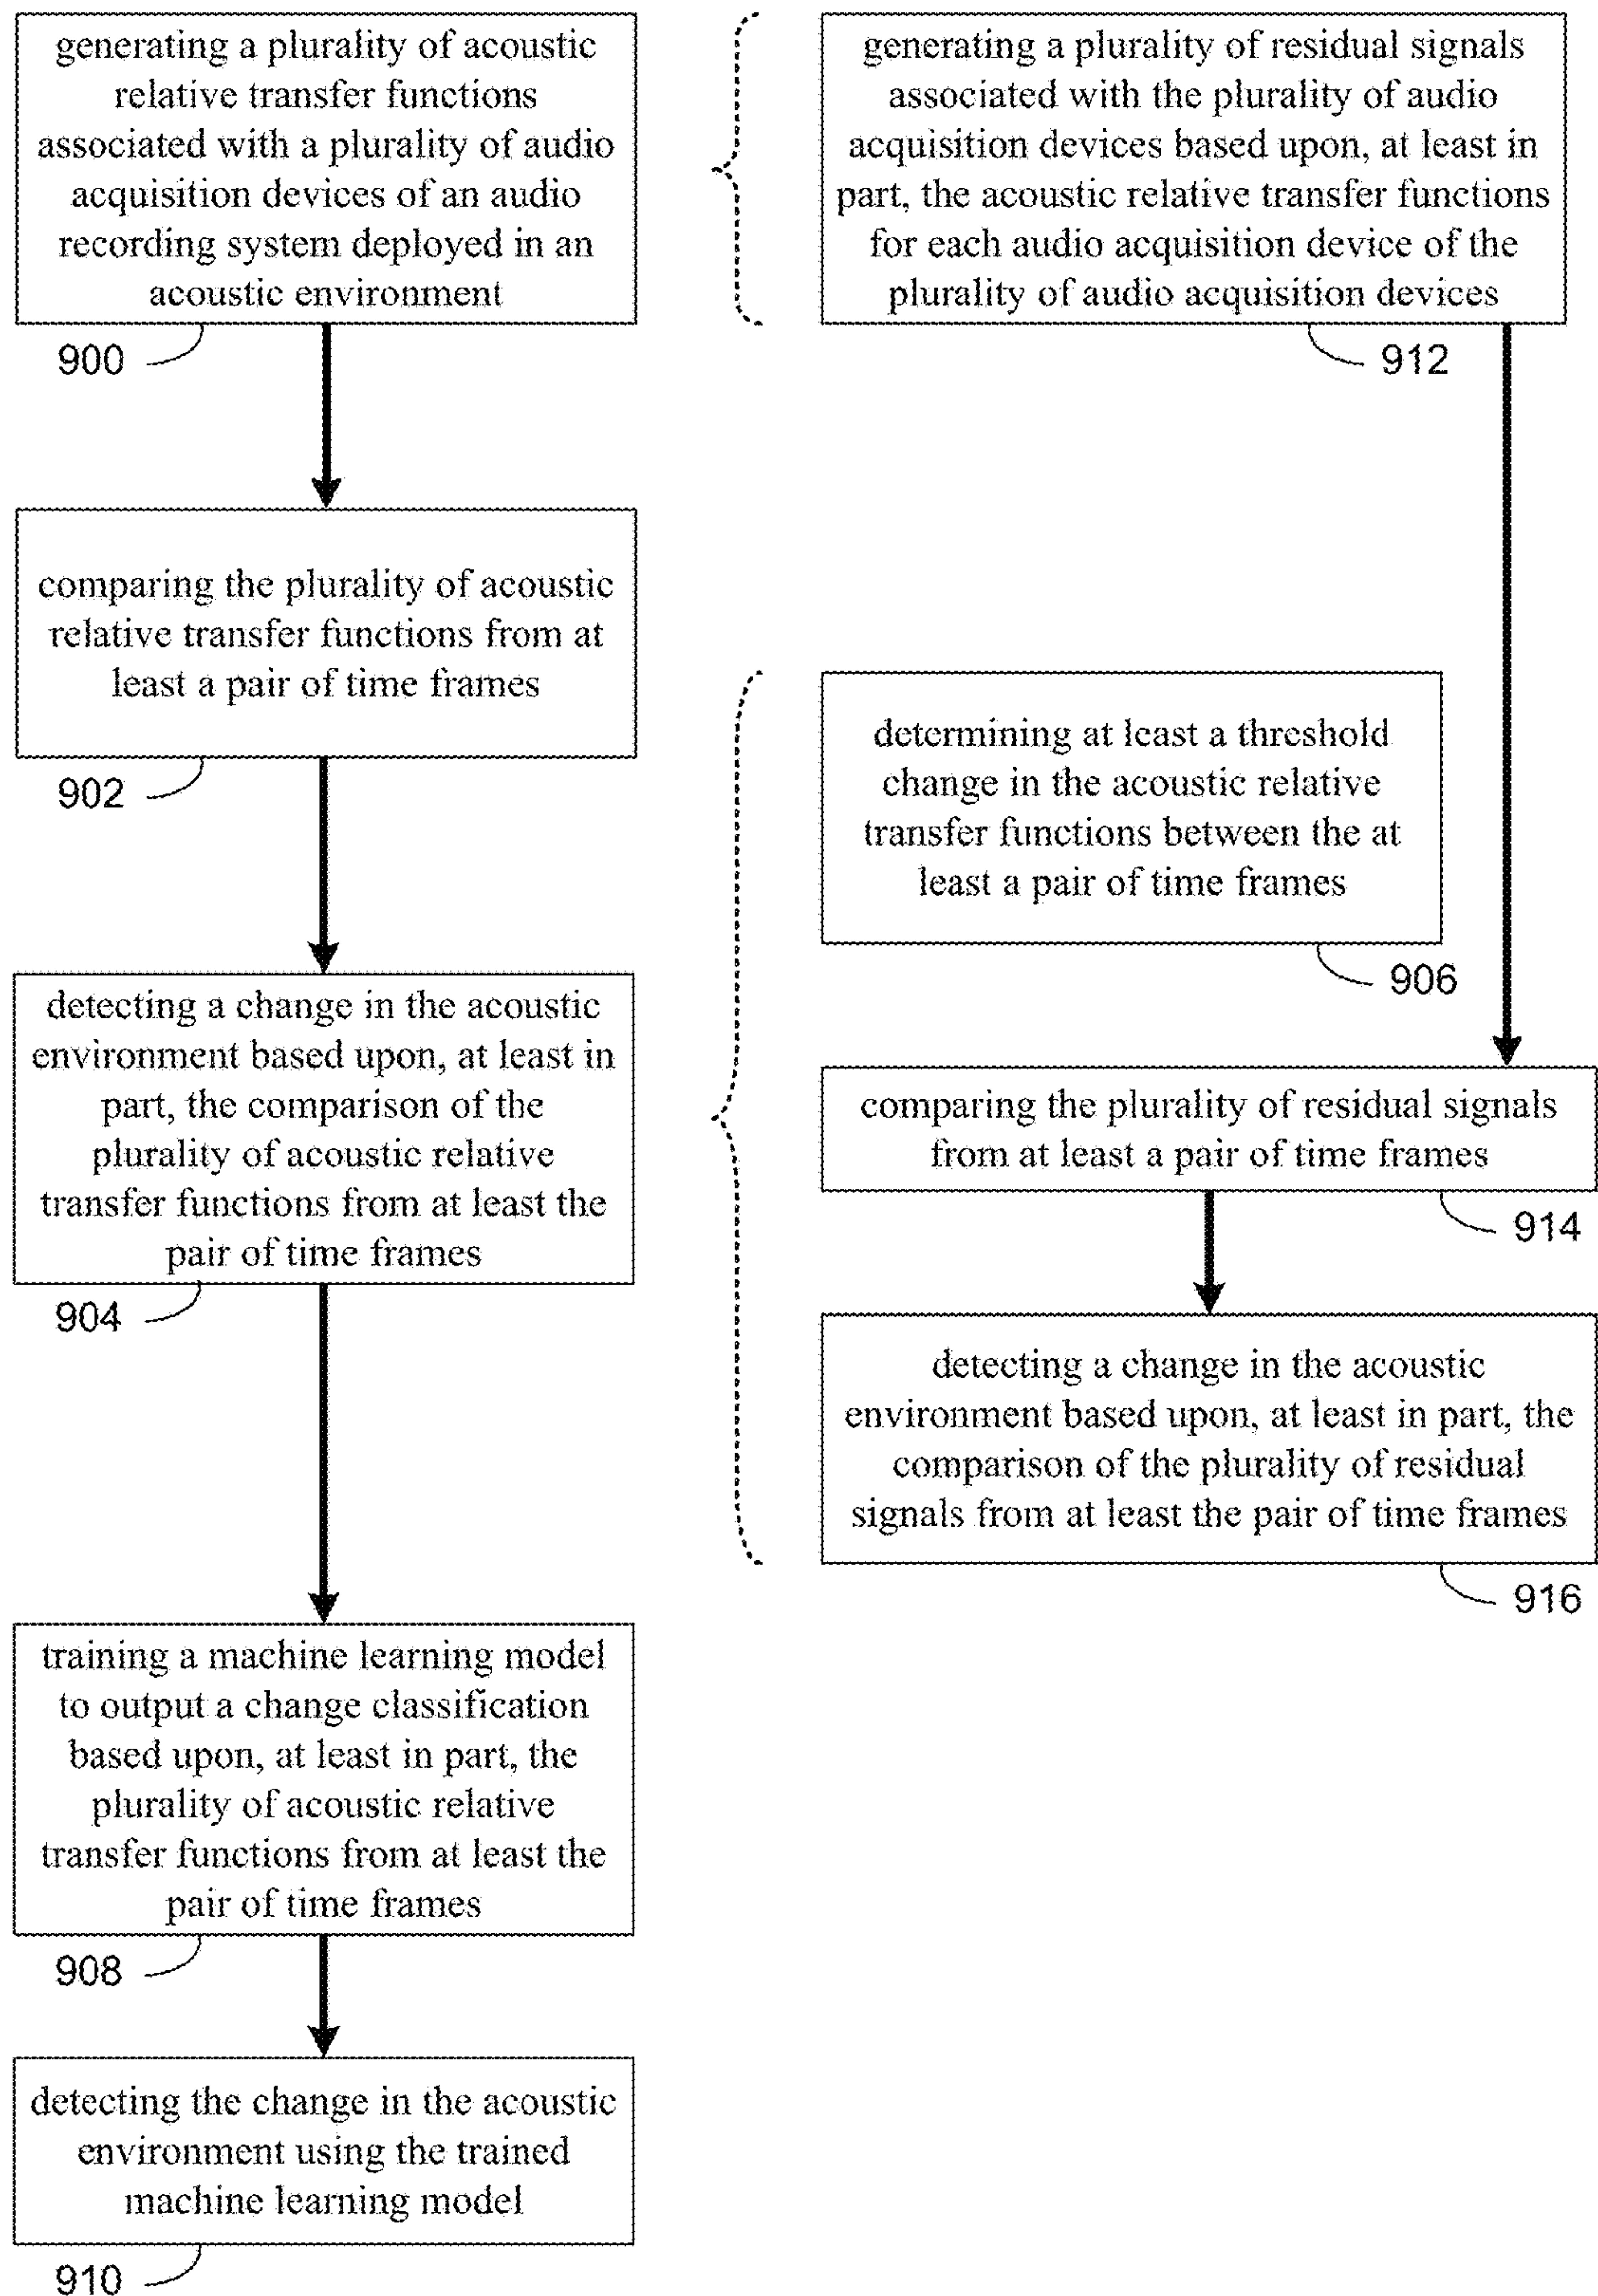 generating a plurality of acoustic
relative transfer functions
associated with a plurality of audio
acquisition devices of an audio
recording system deployed in an
acoustic environment
900
comparing the plurality of acoustic
relative transfer functions from at
least a pair of time frames
902
detecting a change in the acoustic
environment based upon, at least in
part, the comparison of the
plurality of acoustic relative
transfer functions from at least the
pair of time frames
904
training a machine learning model
to output a change classification
based upon, at least in part, the
plurality of acoustic relative
transfer functions from at least the
pair of time frames
908
detecting the change in the acoustic
environment using the trained
machine learning model
910
generating a plurality of residual signals
associated with the plurality of audio
acquisition devices based upon, at least in
part, the acoustic relative transfer functions
for each audio acquisition device of the
plurality of audio acquisition devices
912
determining at least a threshold
change in the acoustic relative
transfer functions between the at
least a pair of time frames
906
comparing the plurality of residual signals
from at least a pair of time frames
914
detecting a change in the acoustic
environment based upon, at least in part, the
comparison of the plurality of residual
signals from at least the pair of time frames
916